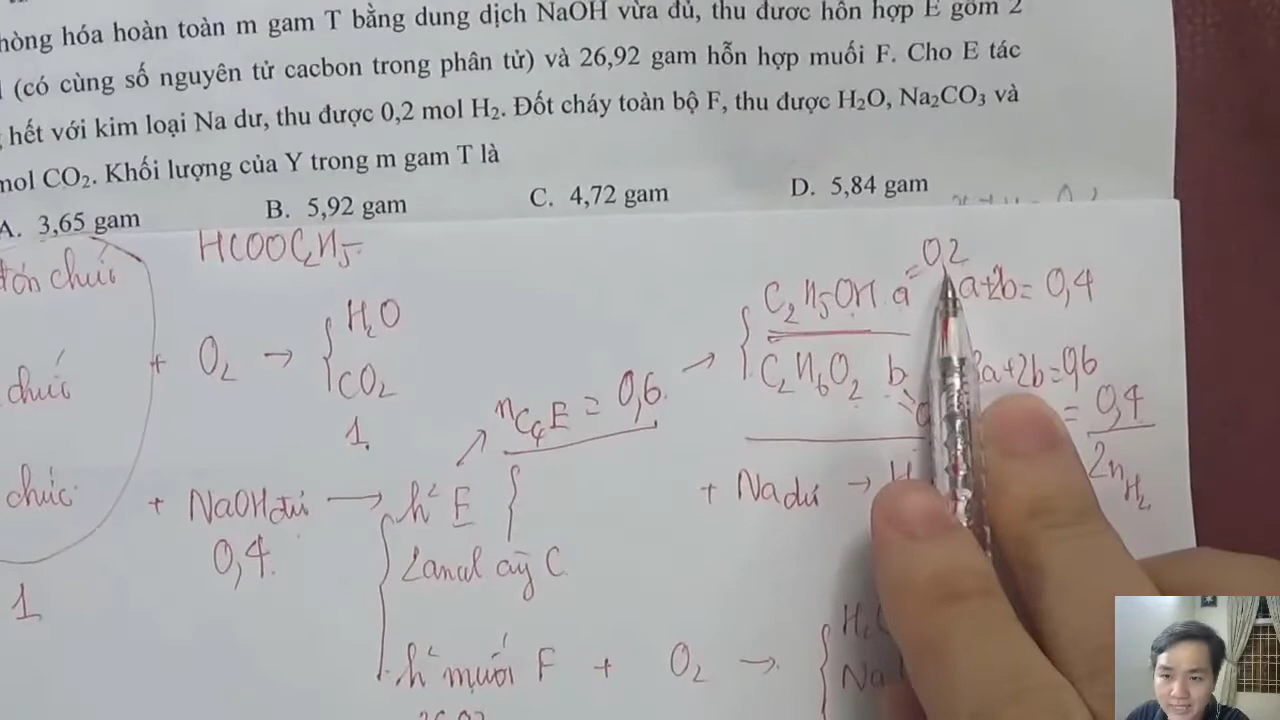 hòng hóa hoàn toàn m gam T bằng dung dịch NaOH vừa đủ, thu được hỗn hợp E gồm 2
(có cùng số nguyên tử cacbon trong phân tử) và 26,92 gam hỗn hợp muối F. Cho E tác
hết với kim loại Na dư, thu được 0,2 mol H₂. Đốt cháy toàn bộ F, thu được H₂O, Na₂CO₃ và
mol CO₂. Khối lượng của Y trong m gam T là
A. 3,65 gam B. 5,92 gam C. 4,72 gam D. 5,84 gam
HCOOC₂H₅
đơn chức
C₂H₅OH a = 0,2 a+2b = 0,4
+ O₂ → H₂O
CO₂
1
chức
C₂H₆O₂ b a+2b=0,6
nC₍E₎ = 0,6 →
= 0,4
2nH₂
chức
+ NaOH đủ → h² E
0,4
+ Na dư →
2 ancol cùng C
1
h² muối F + O₂ →
Na